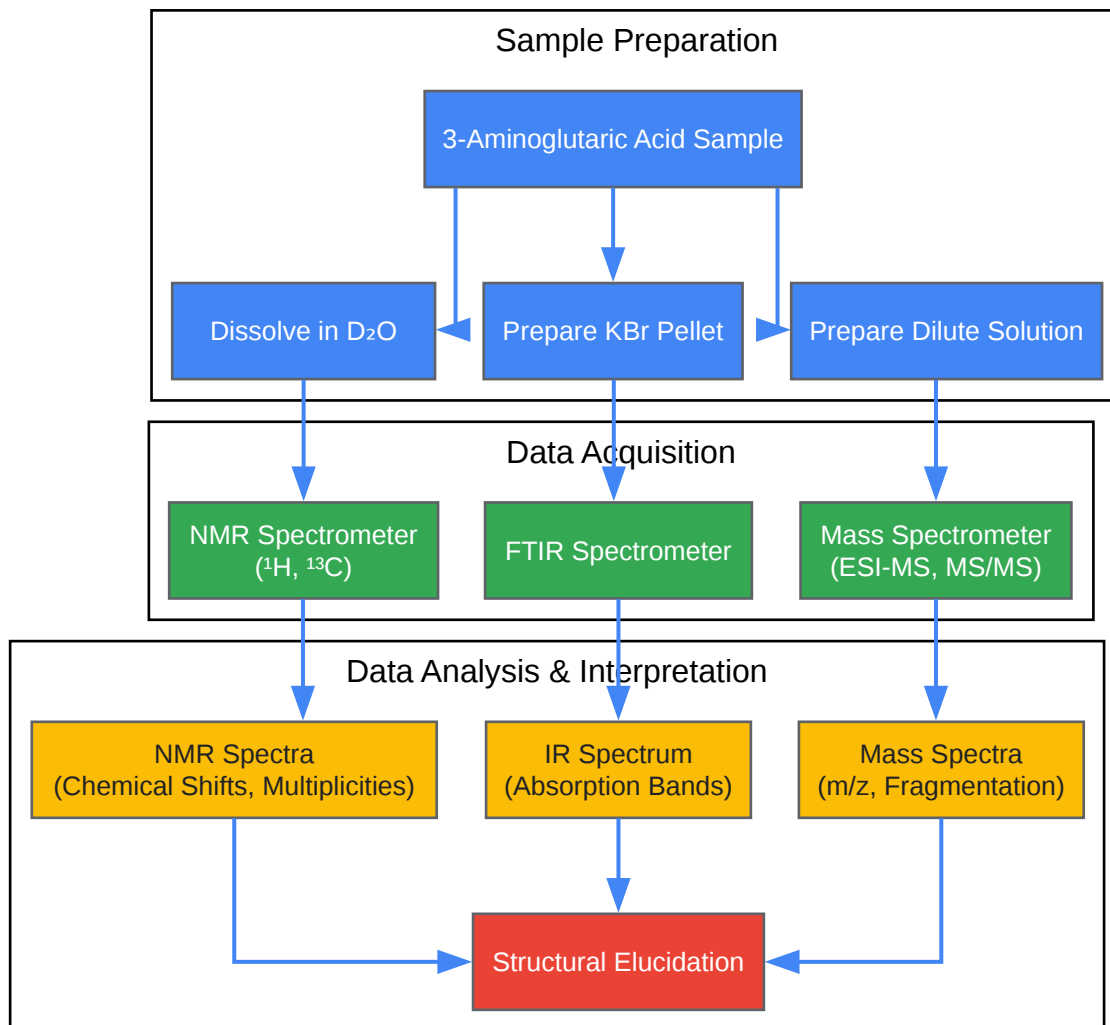 Sample Preparation
3-Aminoglutaric Acid Sample
Dissolve in D₂O
Prepare KBr Pellet
Prepare Dilute Solution
Data Acquisition
NMR Spectrometer
(¹H, ¹³C)
FTIR Spectrometer
Mass Spectrometer
(ESI-MS, MS/MS)
Data Analysis & Interpretation
NMR Spectra
(Chemical Shifts, Multiplicities)
IR Spectrum
(Absorption Bands)
Mass Spectra
(m/z, Fragmentation)
Structural Elucidation